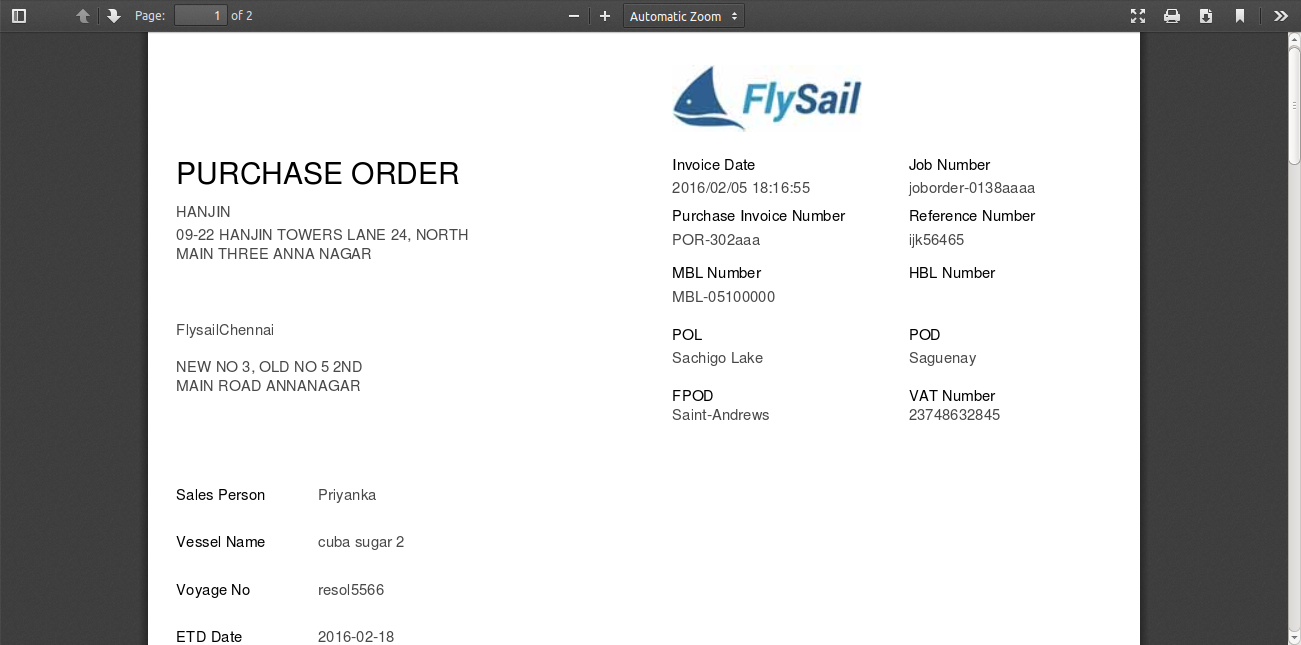 Page: 1 of 2
Automatic Zoom
FlySail
PURCHASE ORDER
HANJIN
09-22 HANJIN TOWERS LANE 24, NORTH
MAIN THREE ANNA NAGAR
FlysailChennai
NEW NO 3, OLD NO 5 2ND
MAIN ROAD ANNANAGAR
Invoice Date Job Number
2016/02/05 18:16:55 joborder-0138aaaa
Purchase Invoice Number Reference Number
POR-302aaa ijk56465
MBL Number HBL Number
MBL-05100000
POL POD
Sachigo Lake Saguenay
FPOD VAT Number
Saint-Andrews 23748632845
Sales Person Priyanka
Vessel Name cuba sugar 2
Voyage No resol5566
ETD Date 2016-02-18